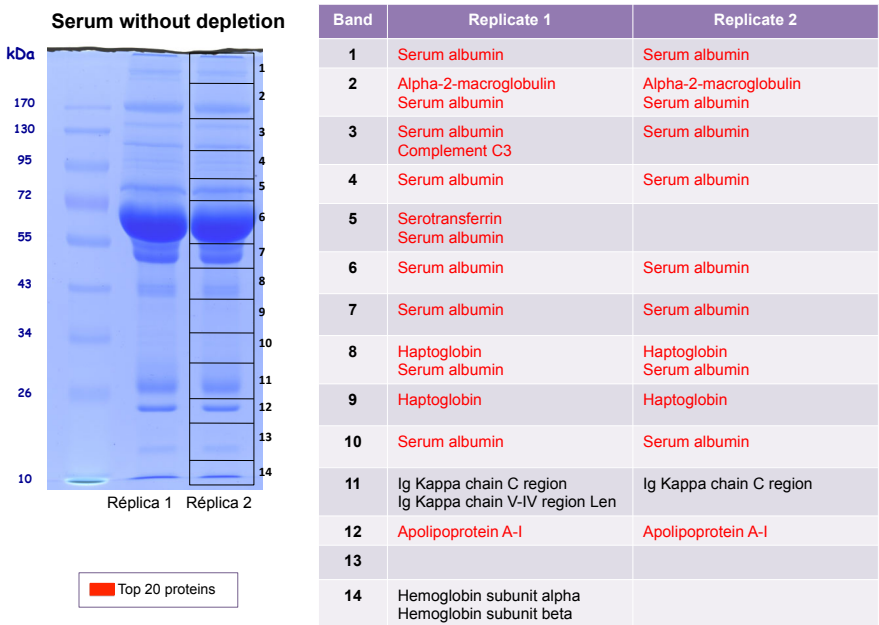 Serum without depletion
kDa
170
130
95
72
55
43
34
26
10
1
2
3
4
5
6
7
8
9
10
11
12
13
14
Réplica 1 Réplica 2
Top 20 proteins
Band Replicate 1 Replicate 2
1 Serum albumin Serum albumin
2 Alpha-2-macroglobulin Alpha-2-macroglobulin
Serum albumin Serum albumin
3 Serum albumin Serum albumin
Complement C3
4 Serum albumin Serum albumin
5 Serotransferrin
Serum albumin
6 Serum albumin Serum albumin
7 Serum albumin Serum albumin
8 Haptoglobin Haptoglobin
Serum albumin Serum albumin
9 Haptoglobin Haptoglobin
10 Serum albumin Serum albumin
11 Ig Kappa chain C region Ig Kappa chain C region
Ig Kappa chain V-IV region Len
12 Apolipoprotein A-I Apolipoprotein A-I
13
14 Hemoglobin subunit alpha
Hemoglobin subunit beta